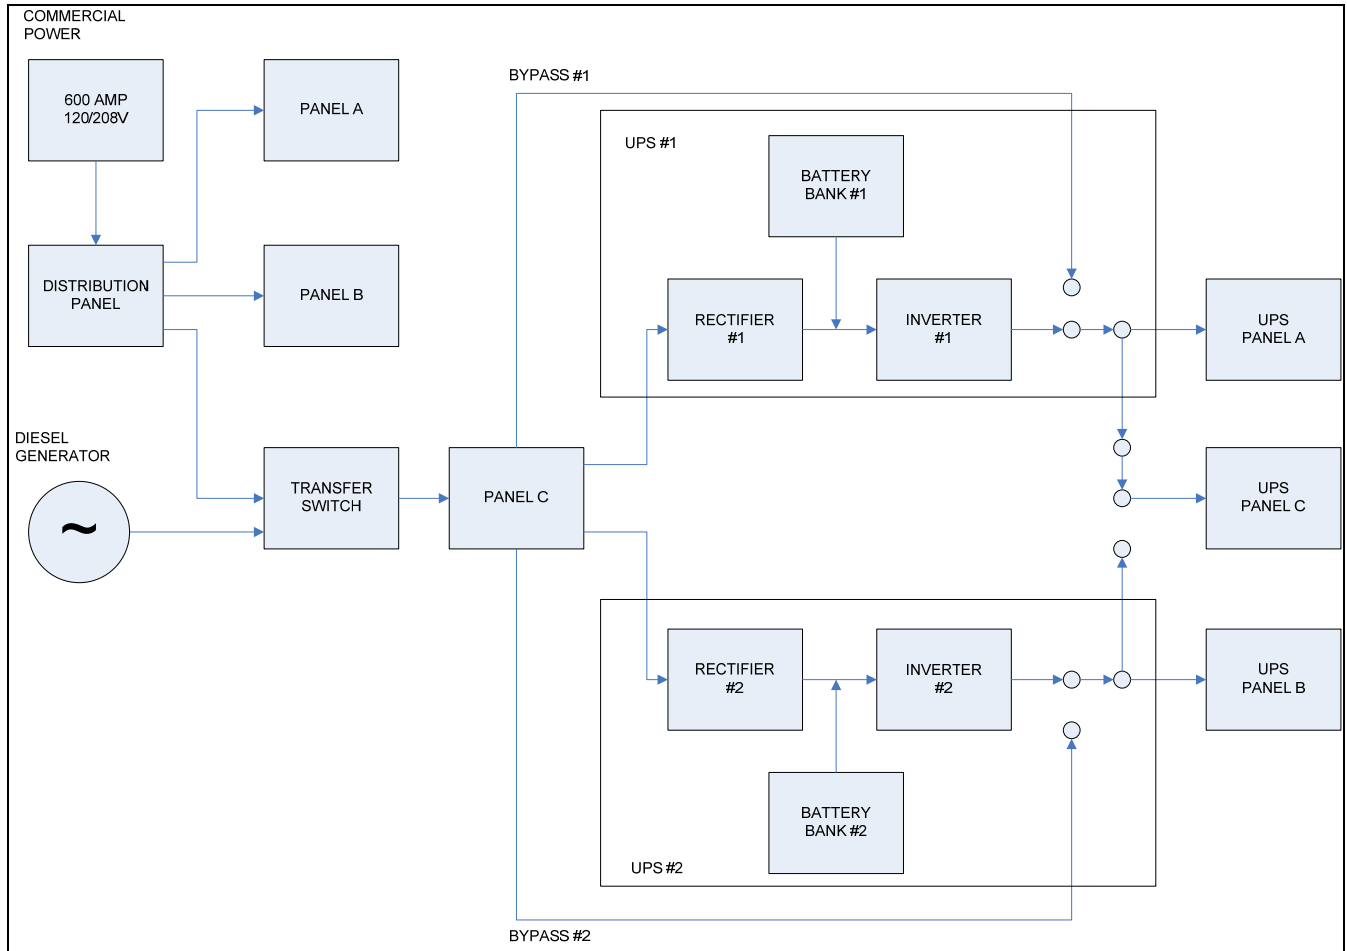 COMMERCIAL
POWER
600 AMP
120/208V
PANEL A
BYPASS #1
UPS #1
BATTERY
BANK #1
DISTRIBUTION
PANEL
PANEL B
RECTIFIER
#1
INVERTER
#1
UPS
PANEL A
DIESEL
GENERATOR
~
TRANSFER
SWITCH
PANEL C
UPS
PANEL C
RECTIFIER
#2
INVERTER
#2
UPS
PANEL B
BATTERY
BANK #2
UPS #2
BYPASS #2